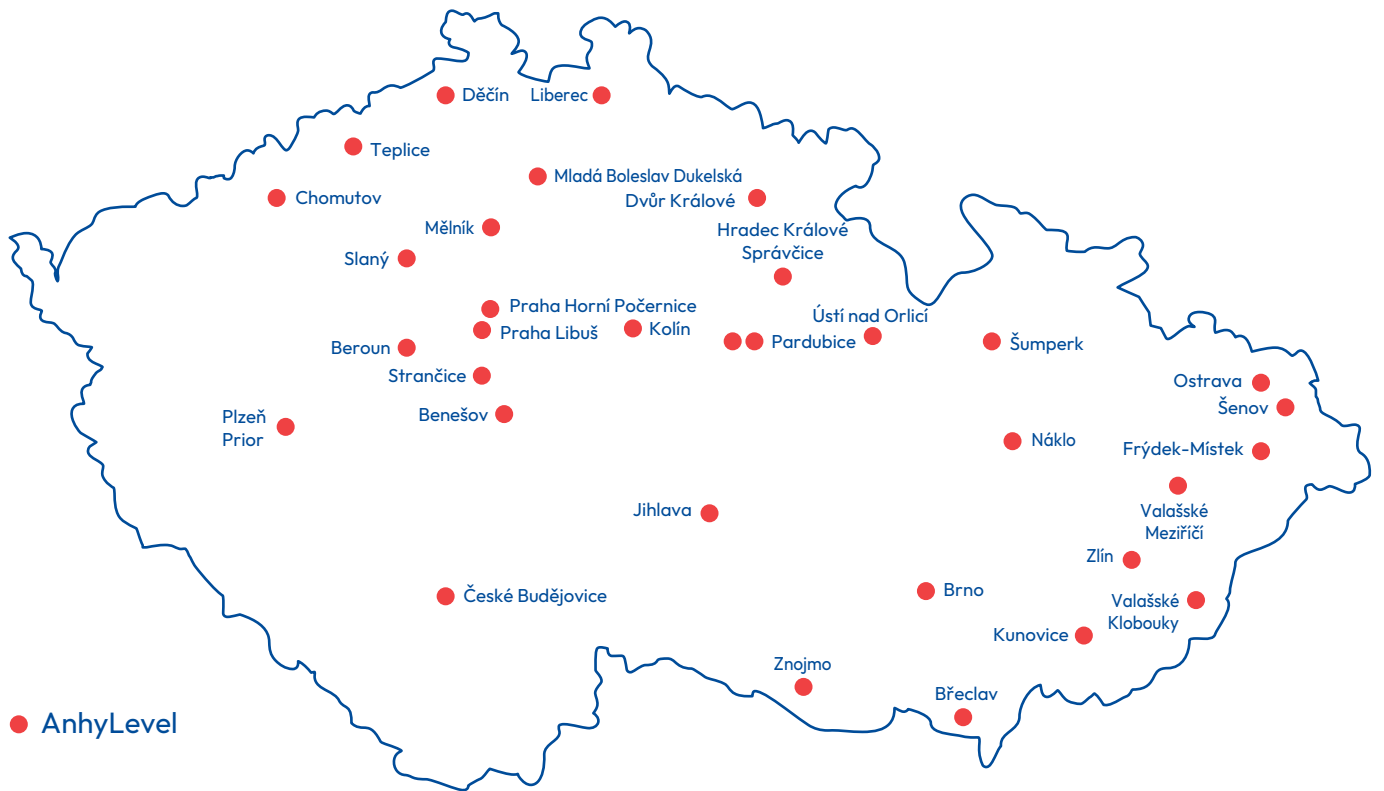 Děčín
Liberec
Teplice
Mladá Boleslav Dukelská
Chomutov
Dvůr Králové
Mělník
Hradec Králové
Správčice
Slaný
Praha Horní Počernice
Ústí nad Orlicí
Praha Libuš
Kolín
Pardubice
Šumperk
Beroun
Strančice
Ostrava
Šenov
Benešov
Plzeň
Prior
Náklo
Frýdek-Místek
Jihlava
Valašské
Meziříčí
Zlín
České Budějovice
Brno
Valašské
Klobouky
Kunovice
Znojmo
Břeclav
AnhyLevel